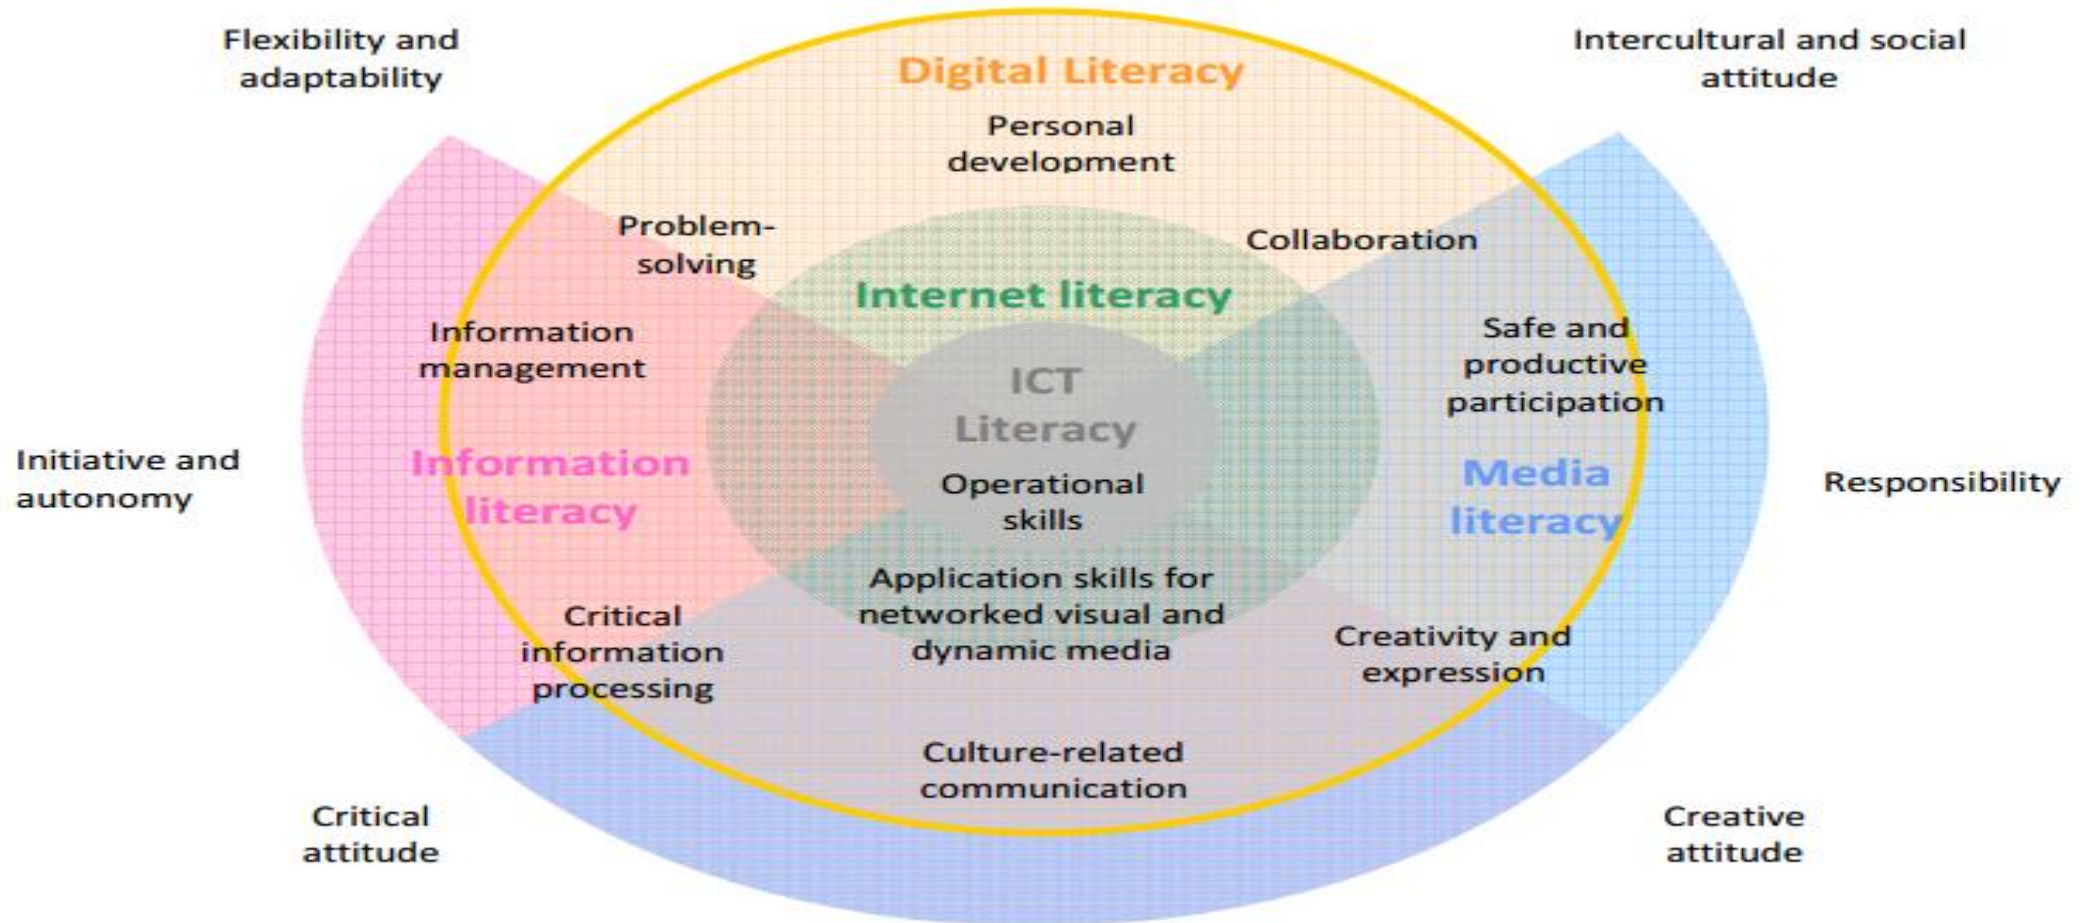 Flexibility and
adaptability
Intercultural and social
attitude
Digital Literacy
Personal
development
Problem-
solving
Collaboration
Internet literacy
Information
management
Safe and
productive
participation
ICT
Literacy
Initiative and
autonomy
Information
literacy
Operational
skills
Media
literacy
Responsibility
Application skills for
networked visual and
dynamic media
Critical
information
processing
Creativity and
expression
Culture-related
communication
Critical
attitude
Creative
attitude